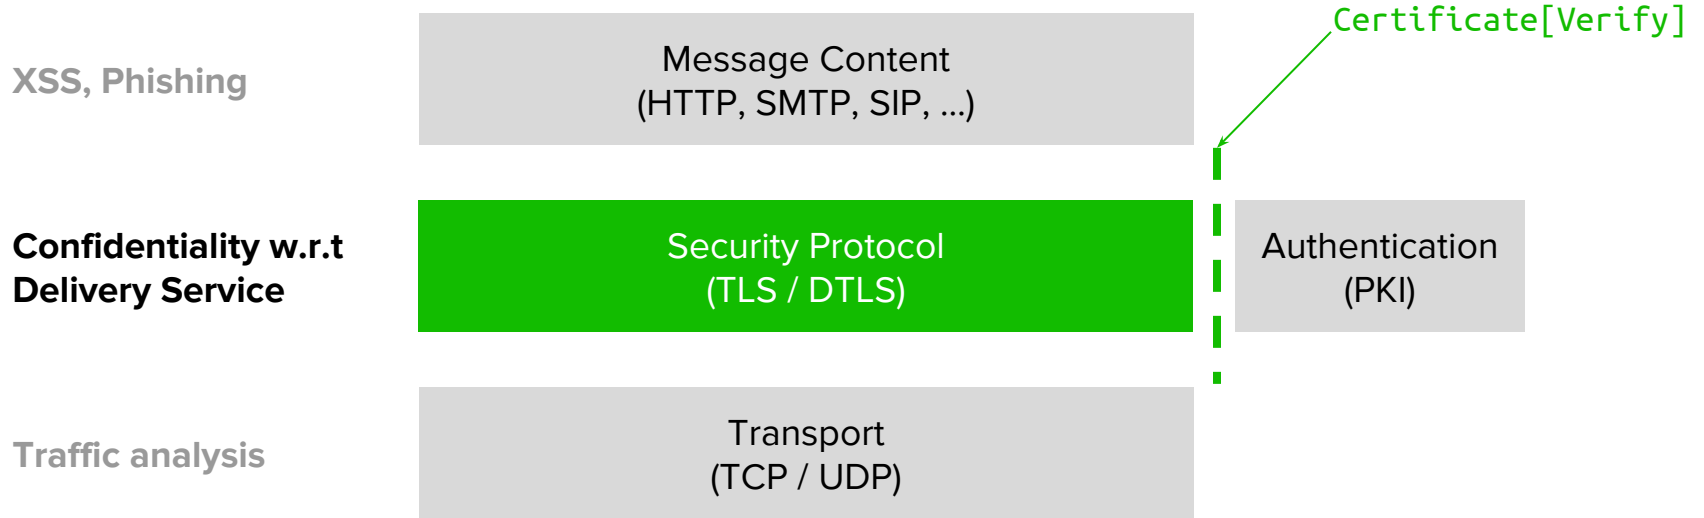 Certificate[Verify]
XSS, Phishing
Message Content
(HTTP, SMTP, SIP, ...)
Confidentiality w.r.t
Delivery Service
Security Protocol
(TLS / DTLS)
Authentication
(PKI)
Traffic analysis
Transport
(TCP / UDP)